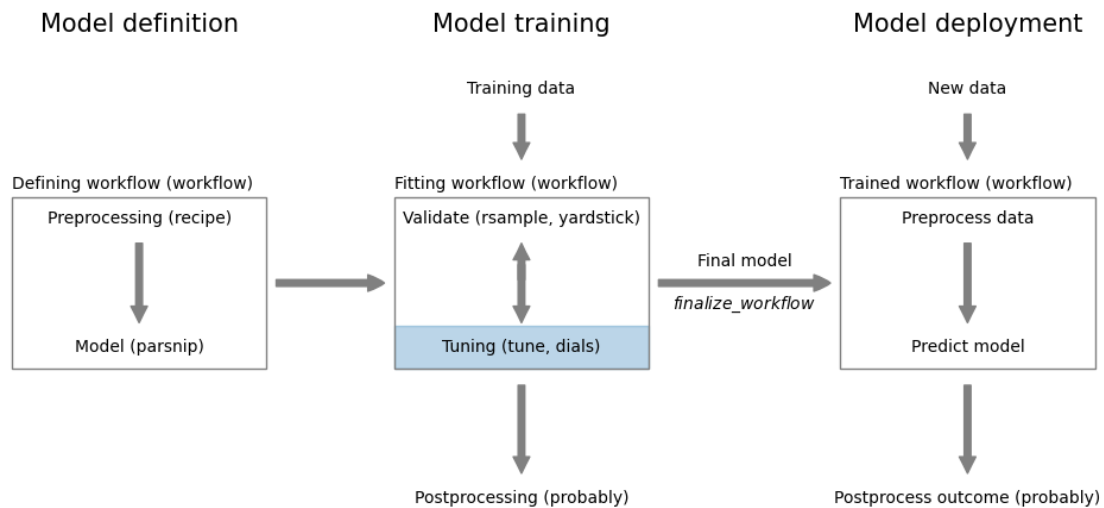 Model definition
Model training
Model deployment
Training data
New data
Defining workflow (workflow)
Fitting workflow (workflow)
Trained workflow (workflow)
Preprocessing (recipe)
Validate (rsample, yardstick)
Preprocess data
Final model
finalize_workflow
Model (parsnip)
Tuning (tune, dials)
Predict model
Postprocessing (probably)
Postprocess outcome (probably)